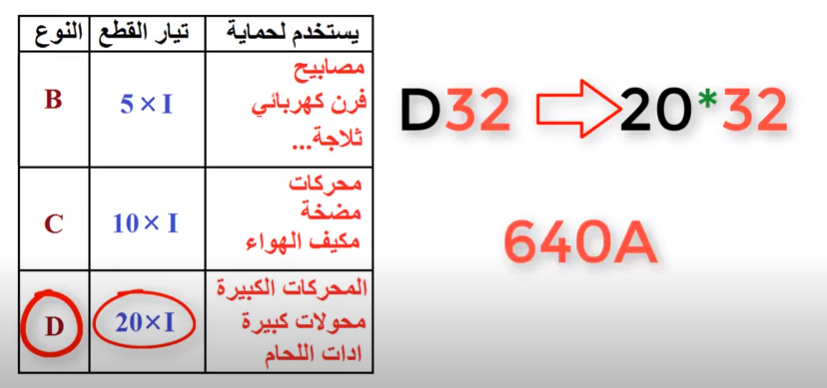 يستخدم لحماية تيار القطع النوع
مصابيح
فرن كهربائي
ثلاجة...
5 × I
B
محركات
مضخة
مكيف الهواء
10 × I
C
المحركات الكبيرة
محولات كبيرة
ادات اللحام
20×I
D
D32 20*32
640A